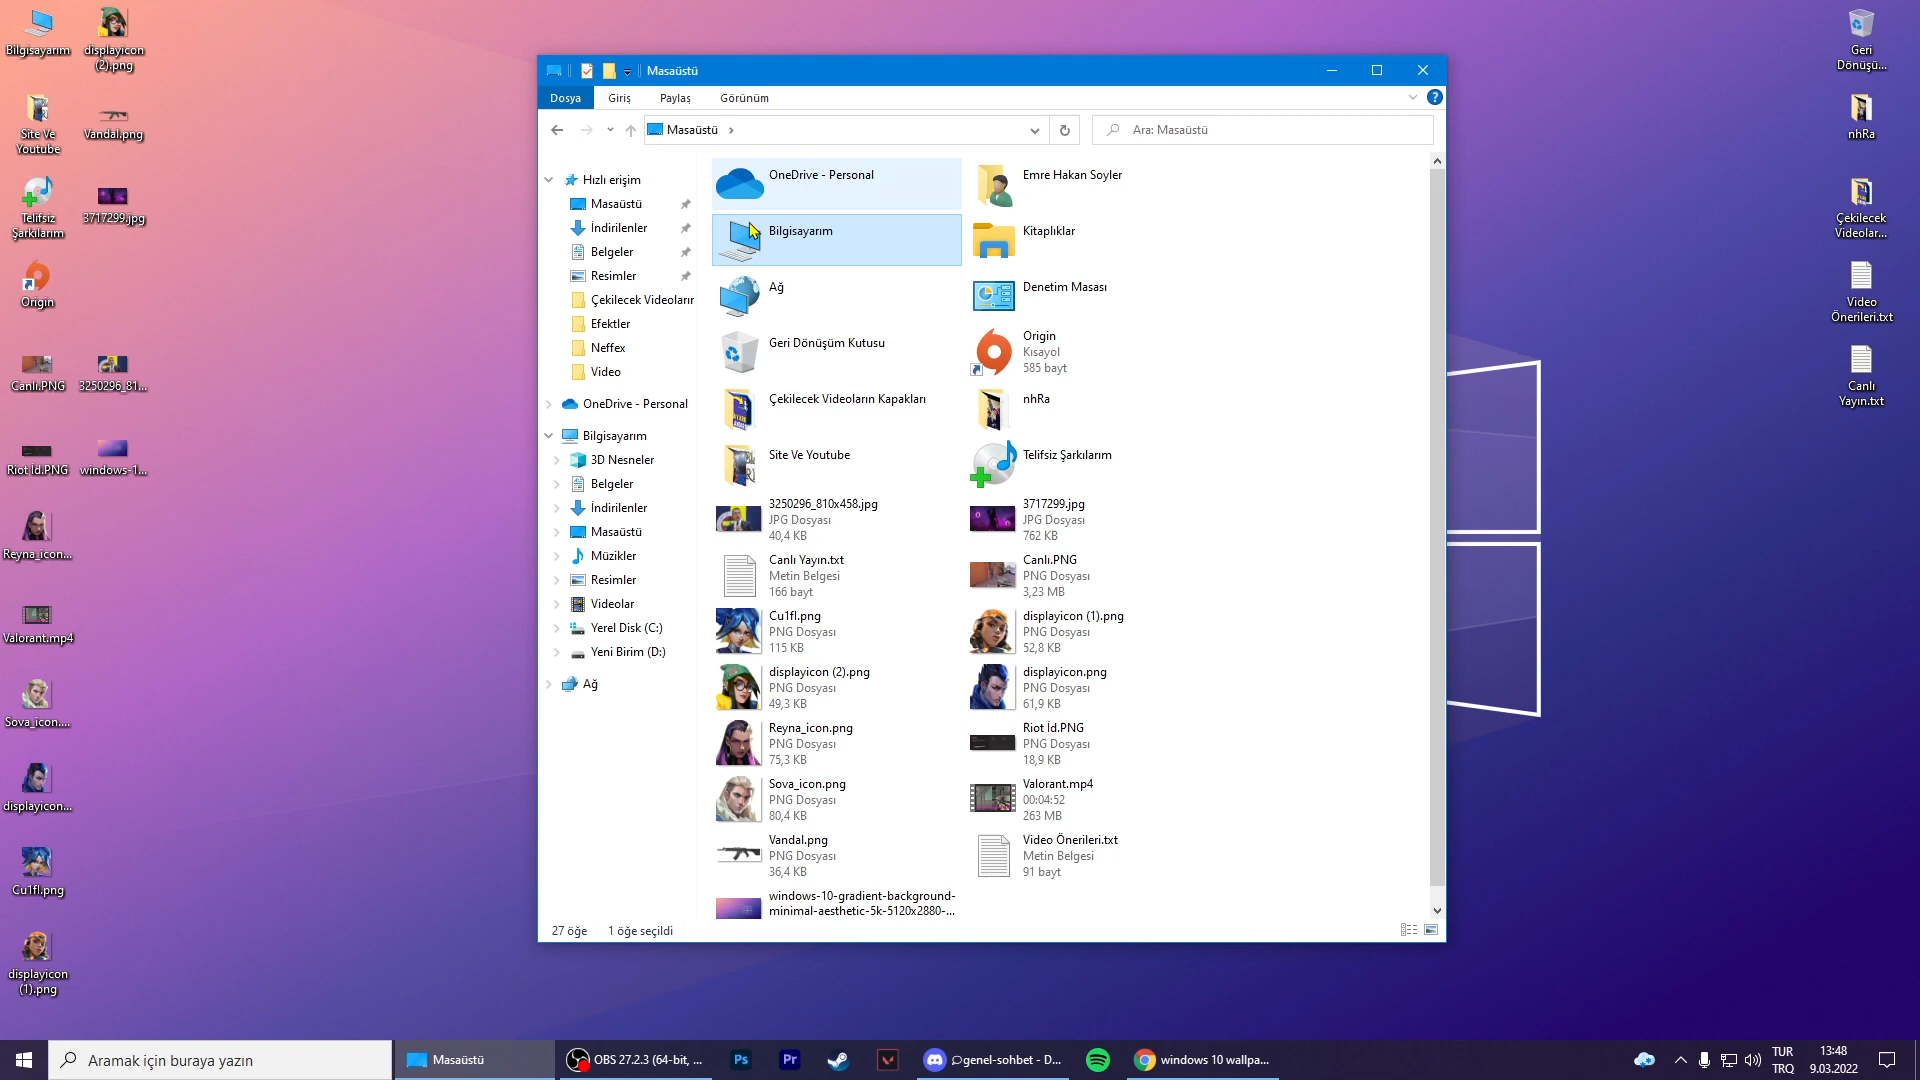 Bilgisayarım
displayicon
(2).png
Site Ve
Youtube
Vandal.png
Telifsiz
Şarkılarım
3717299.jpg
Origin
Canlı.PNG
3250296_81...
Riot İd.PNG
windows-1...
Reyna_icon...
Valorant.mp4
Sova_icon....
displayicon...
Cu1fl.png
displayicon
(1).png
Masaüstü
Dosya
Giriş
Paylaş
Görünüm
Masaüstü
Ara: Masaüstü
Hızlı erişim
Masaüstü
İndirilenler
Belgeler
Resimler
Çekilecek Videoların
Efektler
Neffex
Video
OneDrive - Personal
Bilgisayarım
3D Nesneler
Belgeler
İndirilenler
Masaüstü
Müzikler
Resimler
Videolar
Yerel Disk (C:)
Yeni Birim (D:)
Ağ
OneDrive - Personal
Emre Hakan Soyler
Bilgisayarım
Kitaplıklar
Ağ
Denetim Masası
Geri Dönüşüm Kutusu
Origin
Kısayol
585 bayt
Çekilecek Videoların Kapakları
nhRa
Site Ve Youtube
Telifsiz Şarkılarım
3250296_810x458.jpg
JPG Dosyası
40,4 KB
3717299.jpg
JPG Dosyası
762 KB
Canlı Yayın.txt
Metin Belgesi
166 bayt
Canlı.PNG
PNG Dosyası
3,23 MB
Cu1fl.png
PNG Dosyası
115 KB
displayicon (1).png
PNG Dosyası
52,8 KB
displayicon (2).png
PNG Dosyası
49,3 KB
displayicon.png
PNG Dosyası
61,9 KB
Reyna_icon.png
PNG Dosyası
75,3 KB
Riot İd.PNG
PNG Dosyası
18,9 KB
Sova_icon.png
PNG Dosyası
80,4 KB
Valorant.mp4
00:04:52
263 MB
Vandal.png
PNG Dosyası
36,4 KB
Video Önerileri.txt
Metin Belgesi
91 bayt
windows-10-gradient-background-
minimal-aesthetic-5k-5120x2880-...
27 öğe
1 öğe seçildi
Geri
Dönüşü...
nhRa
Çekilecek
Videolar...
Video
Önerileri.txt
Canlı
Yayın.txt
Aramak için buraya yazın
Masaüstü
OBS 27.2.3 (64-bit, ...
Ps
Pr
genel-sohbet - D...
windows 10 wallpa...
TUR
TRQ
13:48
9.03.2022